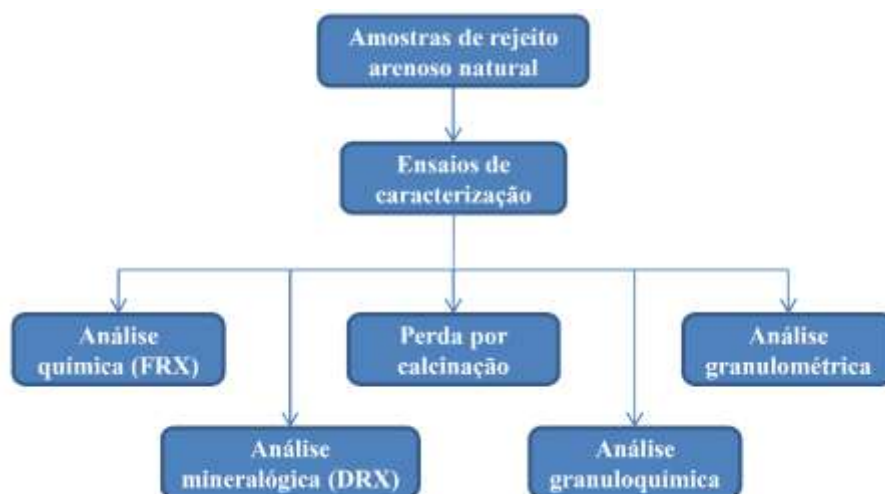 Amostras de rejeito
arenoso natural
Ensaios de
caracterização
Análise
química (FRX)
Perda por
calcinação
Análise
granulométrica
Análise
mineralógica (DRX)
Análise
granuloquímica